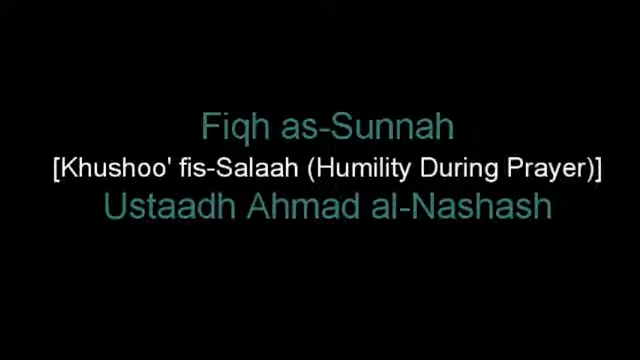 Fiqh as-Sunnah
[Khushoo' fis-Salaah (Humility During Prayer)]
Ustaadh Ahmad al-Nashash